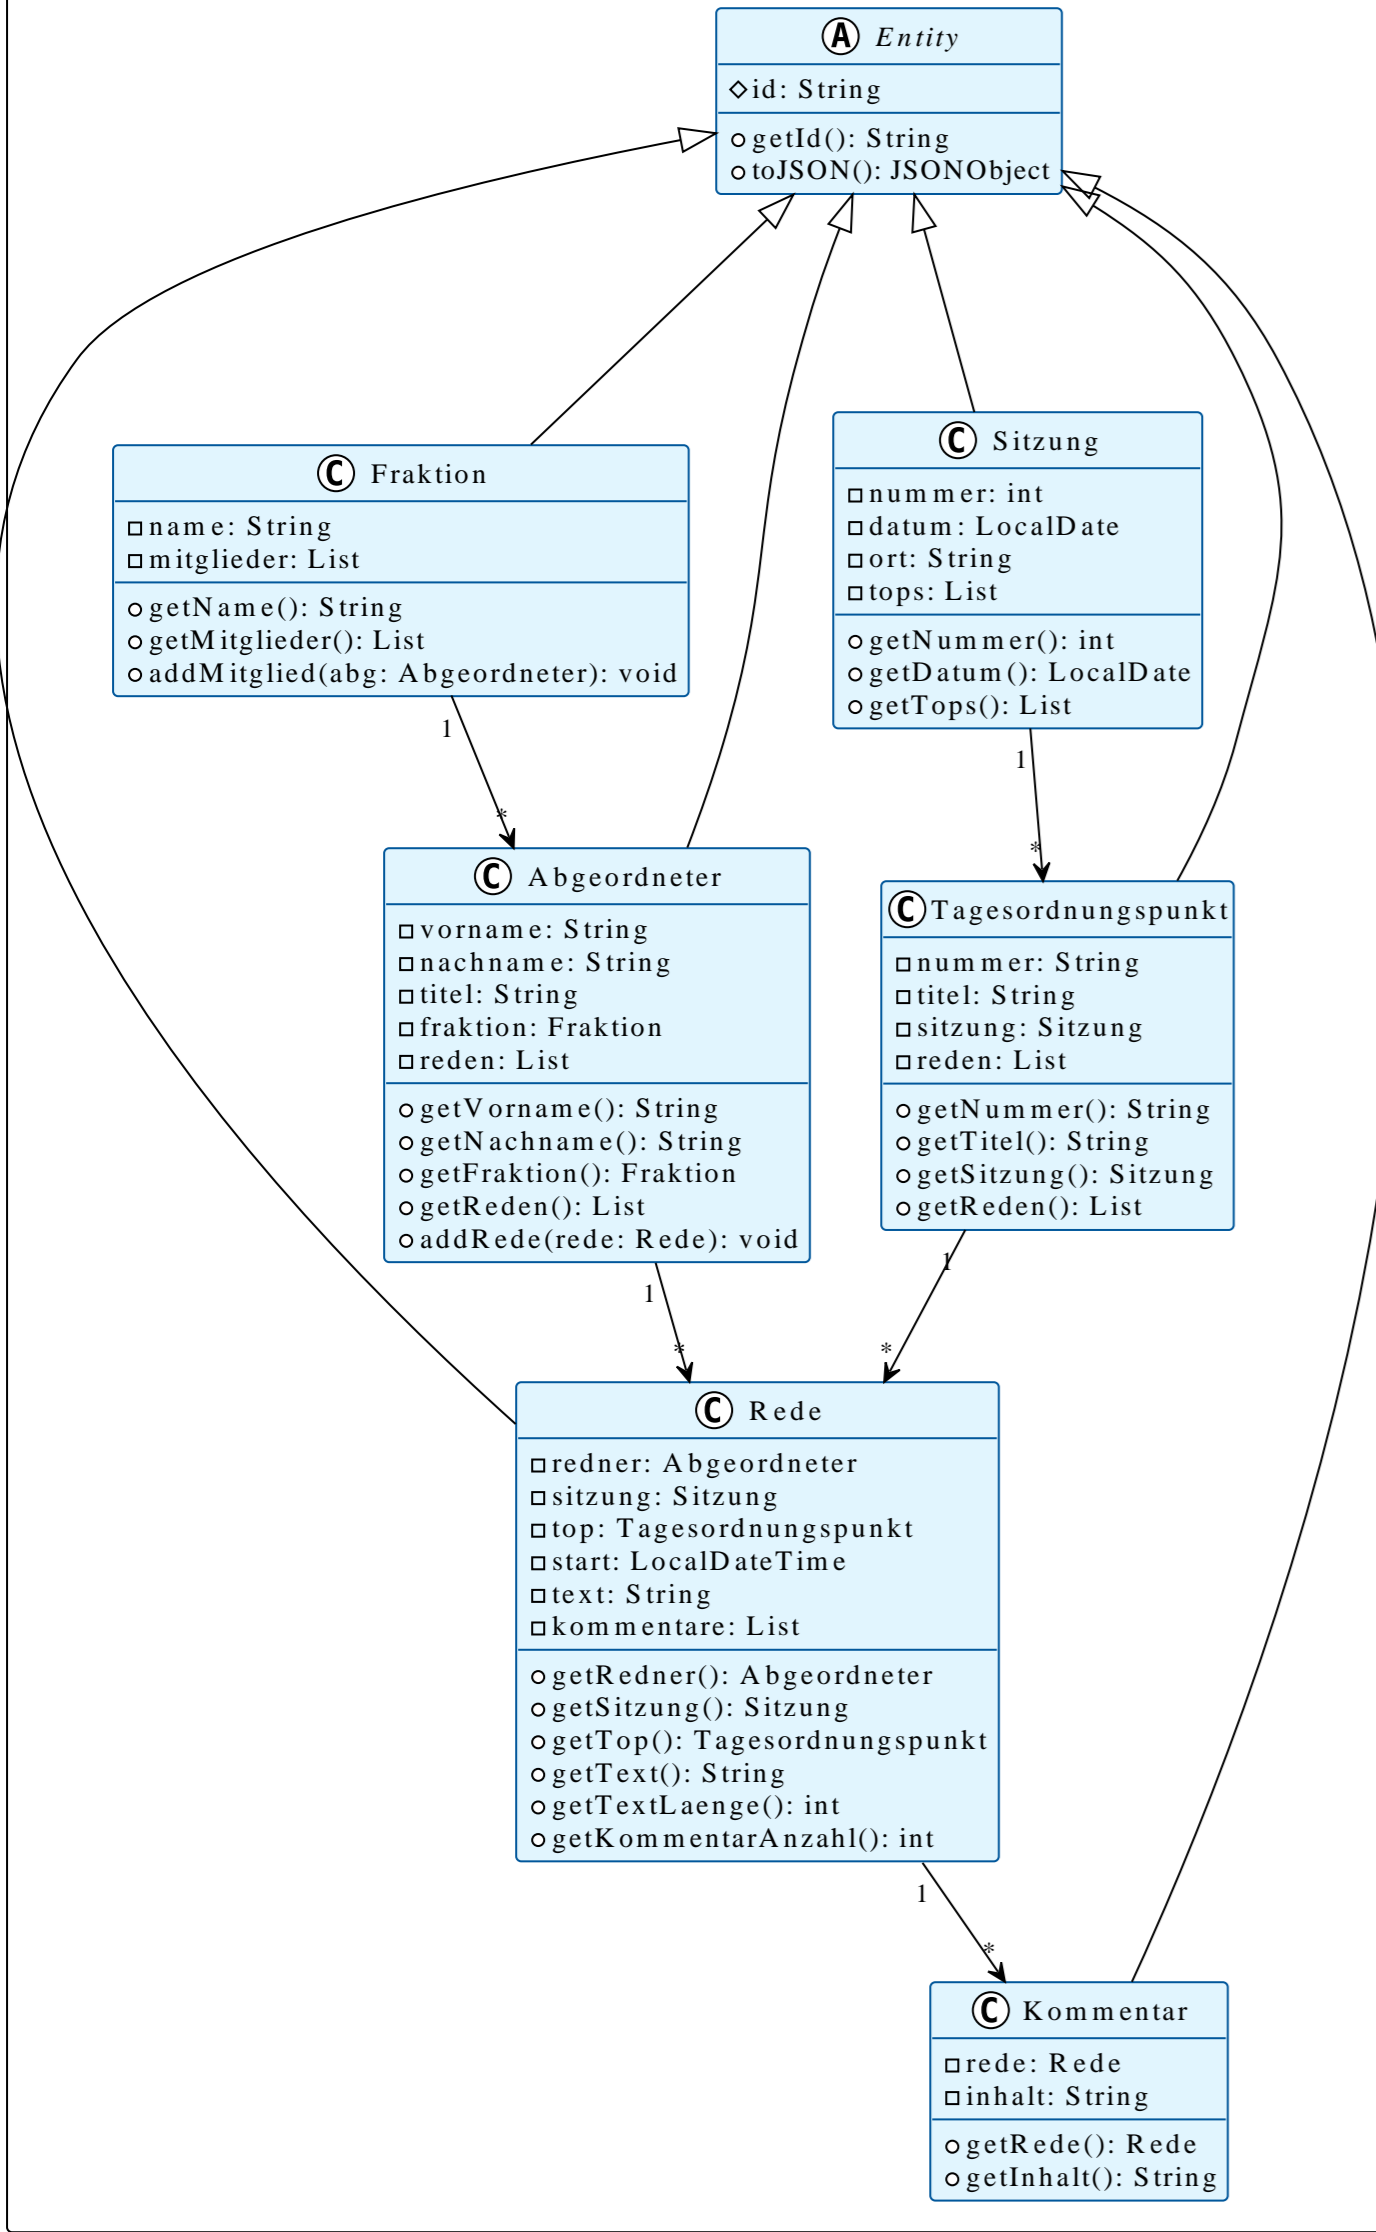 A Entity
id: String
getId(): String
toJSON(): JSONObject
C Fraktion
name: String
mitglieder: List
getName(): String
getMitglieder(): List
addMitglied(abg: Abgeordneter): void
C Sitzung
nummer: int
datum: LocalDate
ort: String
tops: List
getNummer(): int
getDatum(): LocalDate
getTops(): List
1
*
1
*
C Abgeordneter
vorname: String
nachname: String
titel: String
fraktion: Fraktion
reden: List
getVorname(): String
getNachname(): String
getFraktion(): Fraktion
getReden(): List
addRede(rede: Rede): void
C Tagesordnungspunkt
nummer: String
titel: String
sitzung: Sitzung
reden: List
getNummer(): String
getTitel(): String
getSitzung(): Sitzung
getReden(): List
1
*
1
*
C Rede
redner: Abgeordneter
sitzung: Sitzung
top: Tagesordnungspunkt
start: LocalDateTime
text: String
kommentare: List
getRedner(): Abgeordneter
getSitzung(): Sitzung
getTop(): Tagesordnungspunkt
getText(): String
getTextLaenge(): int
getKommentarAnzahl(): int
1
*
C Kommentar
rede: Rede
inhalt: String
getRede(): Rede
getInhalt(): String